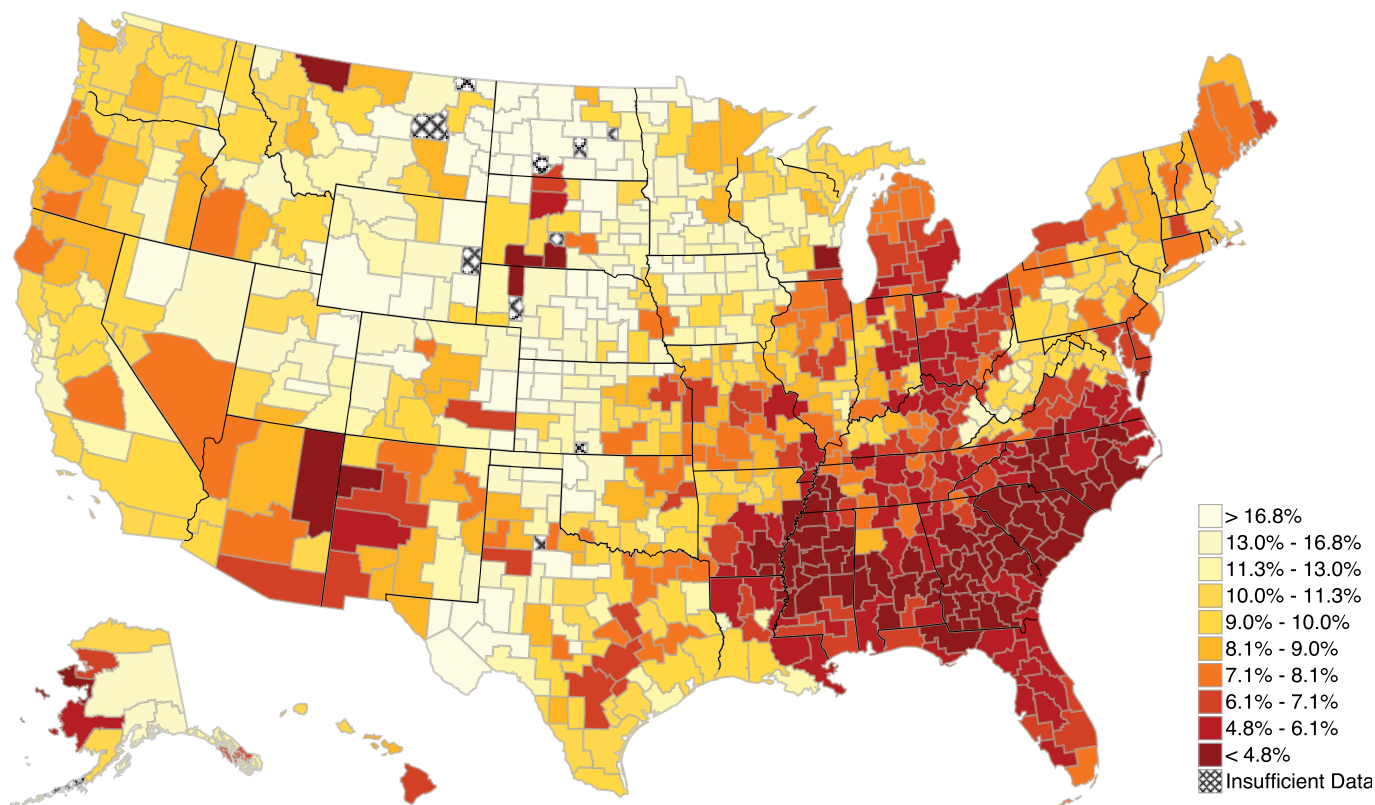 > 16.8%
13.0% - 16.8%
11.3% - 13.0%
10.0% - 11.3%
9.0% - 10.0%
8.1% - 9.0%
7.1% - 8.1%
6.1% - 7.1%
4.8% - 6.1%
< 4.8%
Insufficient Data